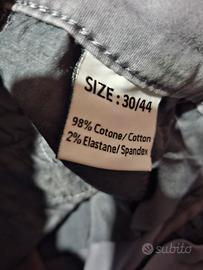 SIZE : 30/44
98% Cotone/Cotton
2% Elastane/Spandex
subito